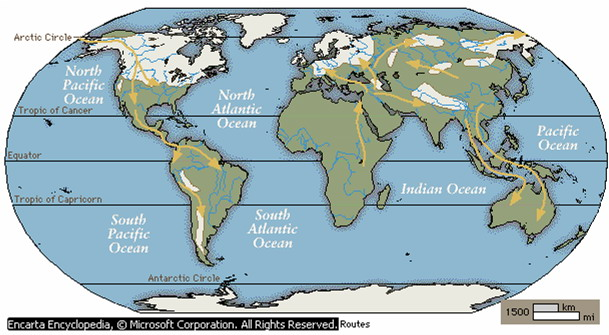 Arctic Circle
North
Pacific
Ocean
North
Atlantic
Ocean
Tropic of Cancer
Pacific
Ocean
Equator
Indian Ocean
Tropic of Capricorn
South
Pacific
Ocean
South
Atlantic
Ocean
Antarctic Circle
1500 km
mi
Encarta Encyclopedia, © Microsoft Corporation. All Rights Reserved. Routes